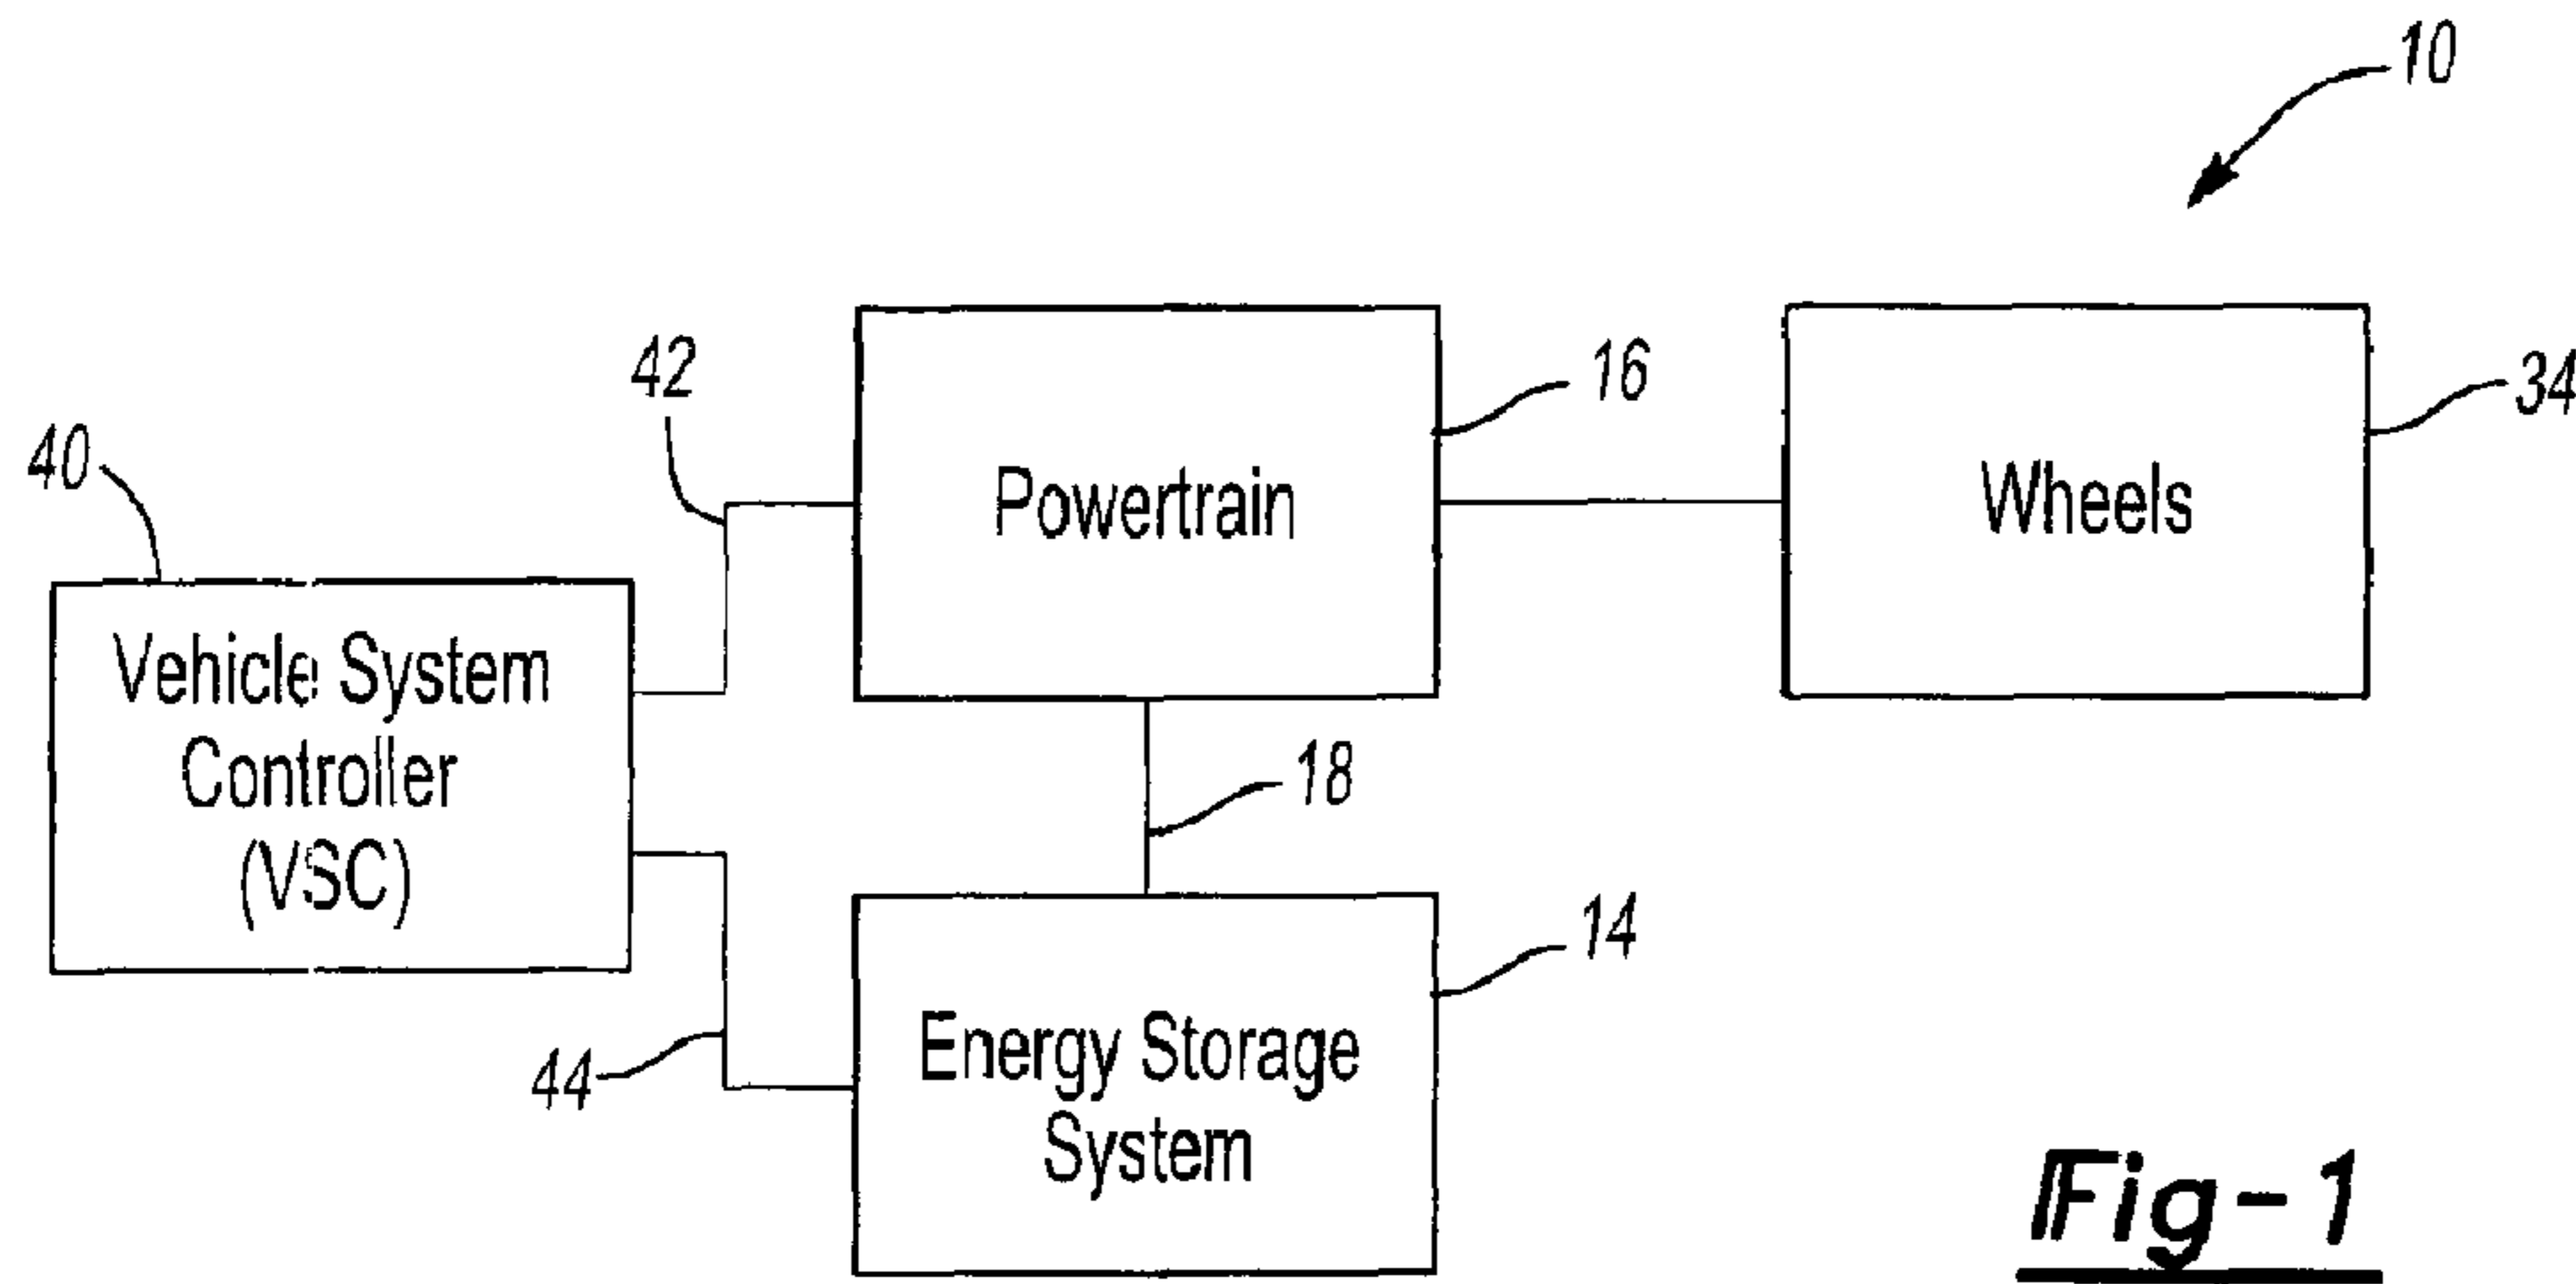 10
42
16
34
40
Powertrain
Wheels
Vehicle System
Controller
(VSC)
18
14
44
Energy Storage
System
Fig-1